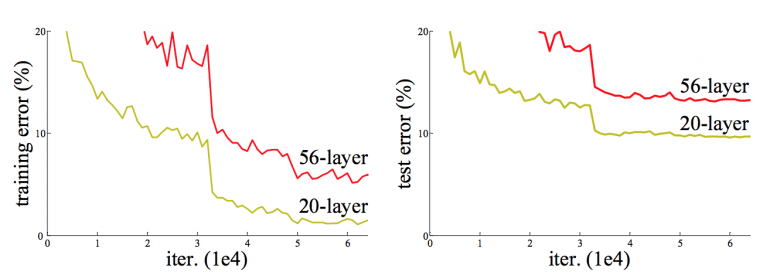 20
10
0
1
2
3
4
5
6
training error (%)
iter. (1e4)
56-layer
20-layer
20
10
0
0
1
2
3
4
5
6
test error (%)
iter. (1e4)
56-layer
20-layer